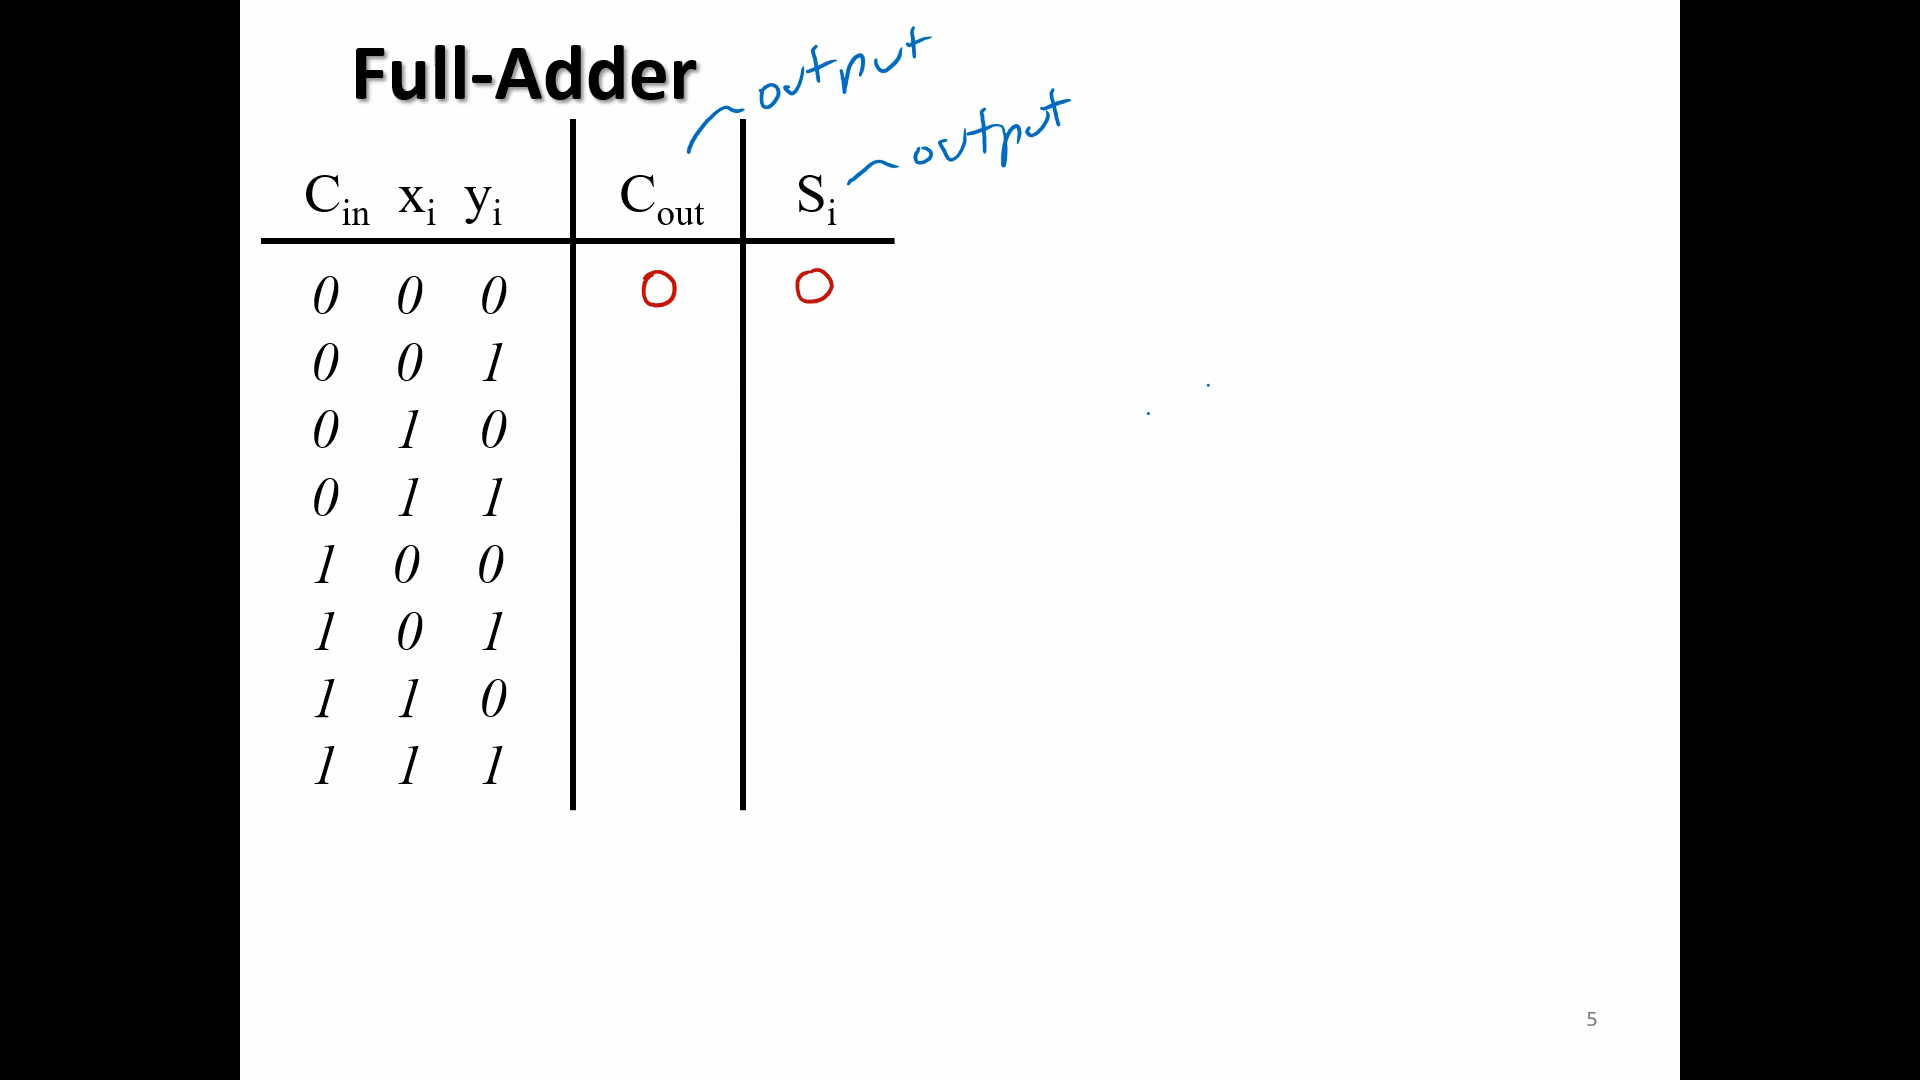 Full-Adder
output
output
Cin xi yi Cout Si
0 0 0 0 0
0 0 1
0 1 0
0 1 1
1 0 0
1 0 1
1 1 0
1 1 1
5